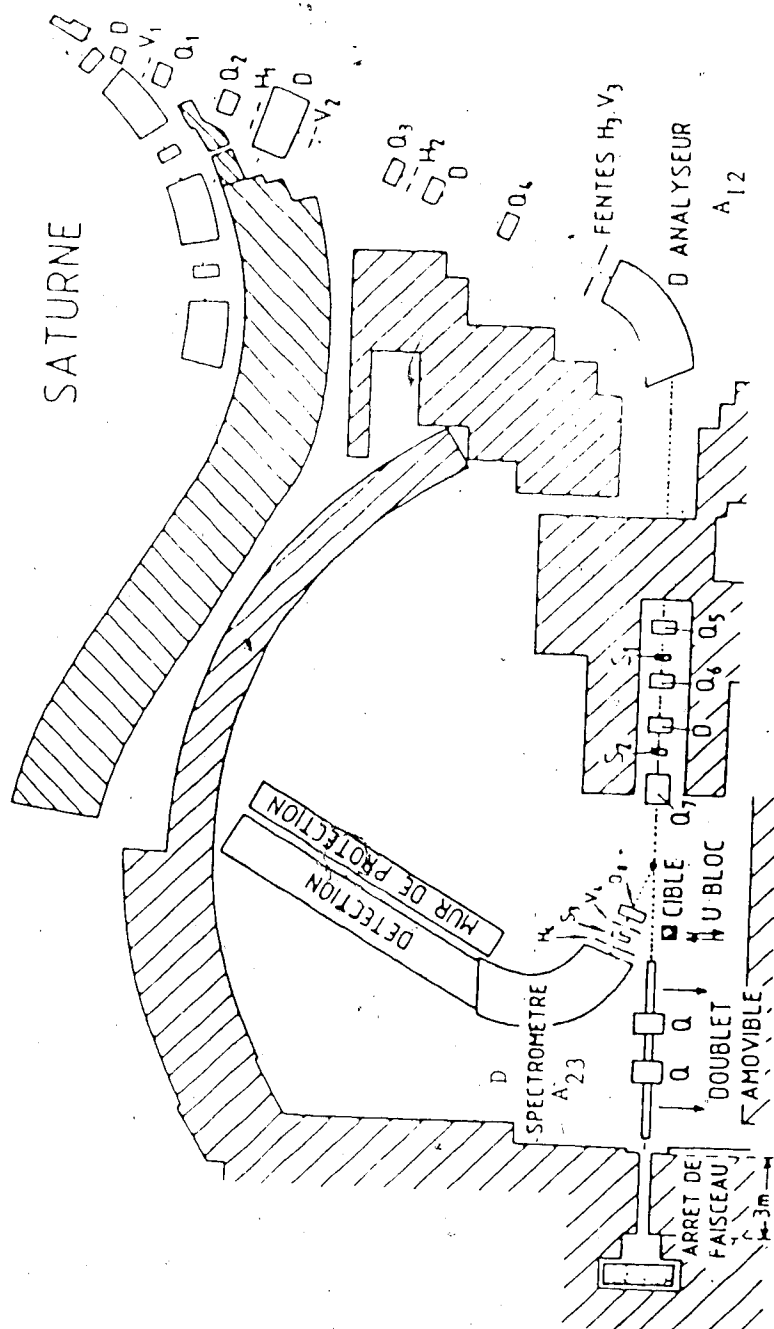 SATURNE
D
V1
Q1
Q2
H1
D
V2
Q3
H2
D
Q4
FENTES H3 V3
D ANALYSEUR
A12
MUR DE PROTECTION
DETECTION
S1
S2
Q5
Q6
D
Q7
CIBLE
U BLOC
D
SPECTROMETRE
A23
Q
Q
DOUBLET
AMOVIBLE
ARRET DE
FAISCEAU
3m